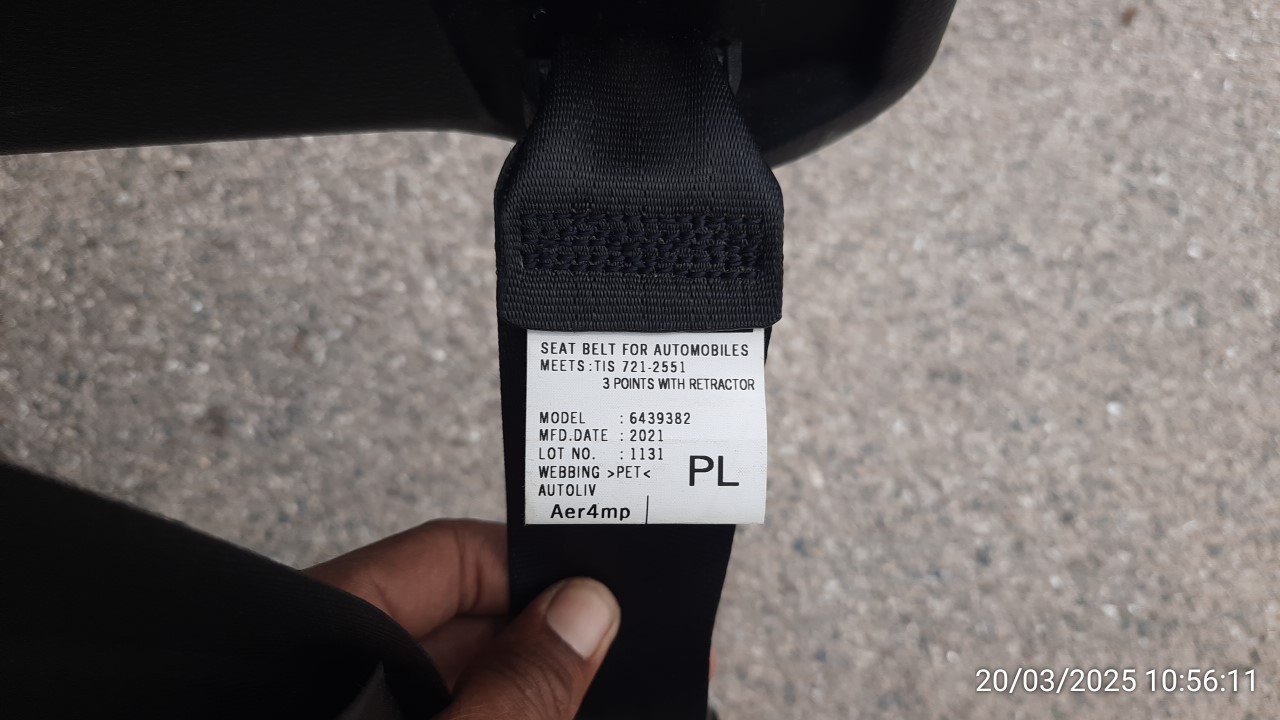 SEAT BELT FOR AUTOMOBILES
MEETS:TIS 721-2551
3 POINTS WITH RETRACTOR
MODEL : 6439382
MFD.DATE : 2021
LOT NO. : 1131
WEBBING >PET<
PL
AUTOLIV
Aer4mp
20/03/2025 10:56:11